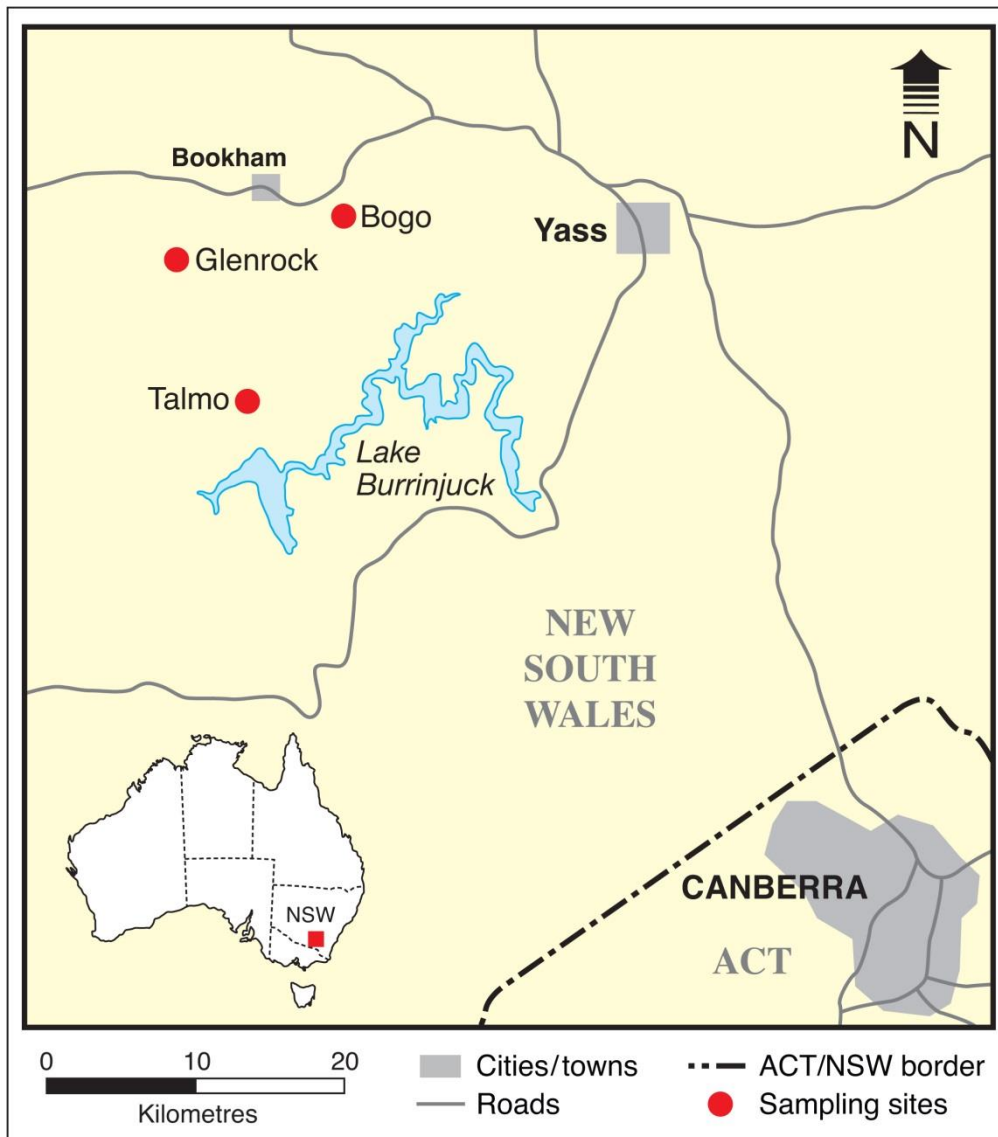 N
Bookham
Bogo
Yass
Glenrock
Talmo
Lake
Burrinjuck
NEW
SOUTH
WALES
NSW
CANBERRA
ACT
0 10 20
Kilometres
Cities/towns
Roads
ACT/NSW border
Sampling sites